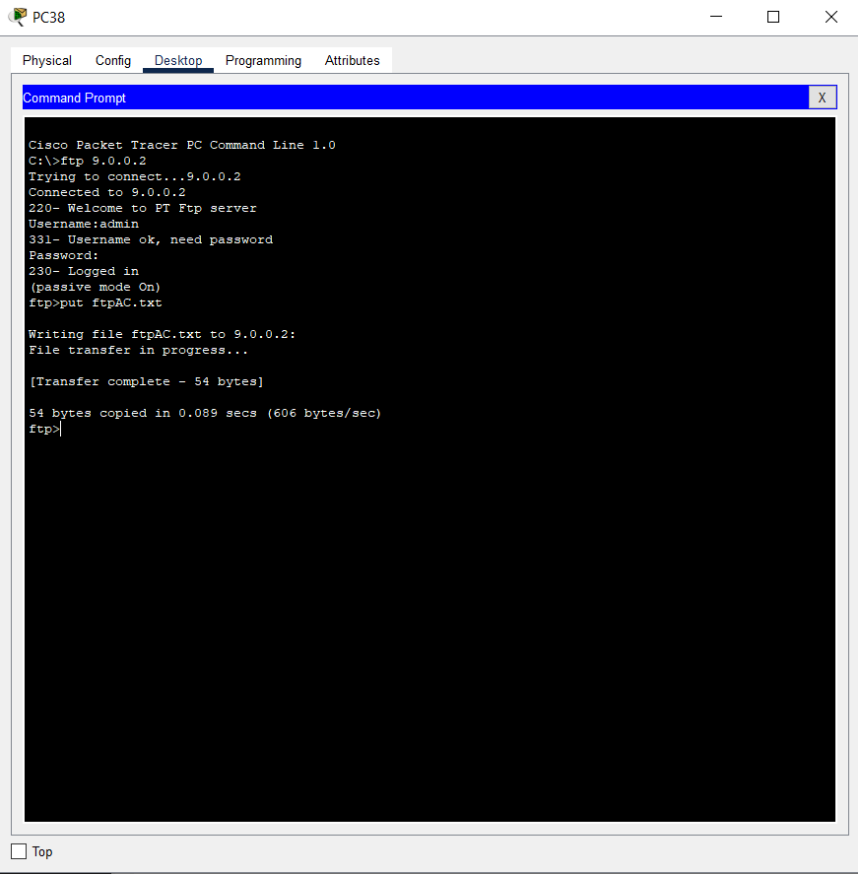 PC38
Physical Config Desktop Programming Attributes
Command Prompt
X
Cisco Packet Tracer PC Command Line 1.0
C:\>ftp 9.0.0.2
Trying to connect...9.0.0.2
Connected to 9.0.0.2
220- Welcome to PT Ftp server
Username:admin
331- Username ok, need password
Password:
230- Logged in
(passive mode On)
ftp>put ftpAC.txt
Writing file ftpAC.txt to 9.0.0.2:
File transfer in progress...
[Transfer complete - 54 bytes]
54 bytes copied in 0.089 secs (606 bytes/sec)
ftp>
Top